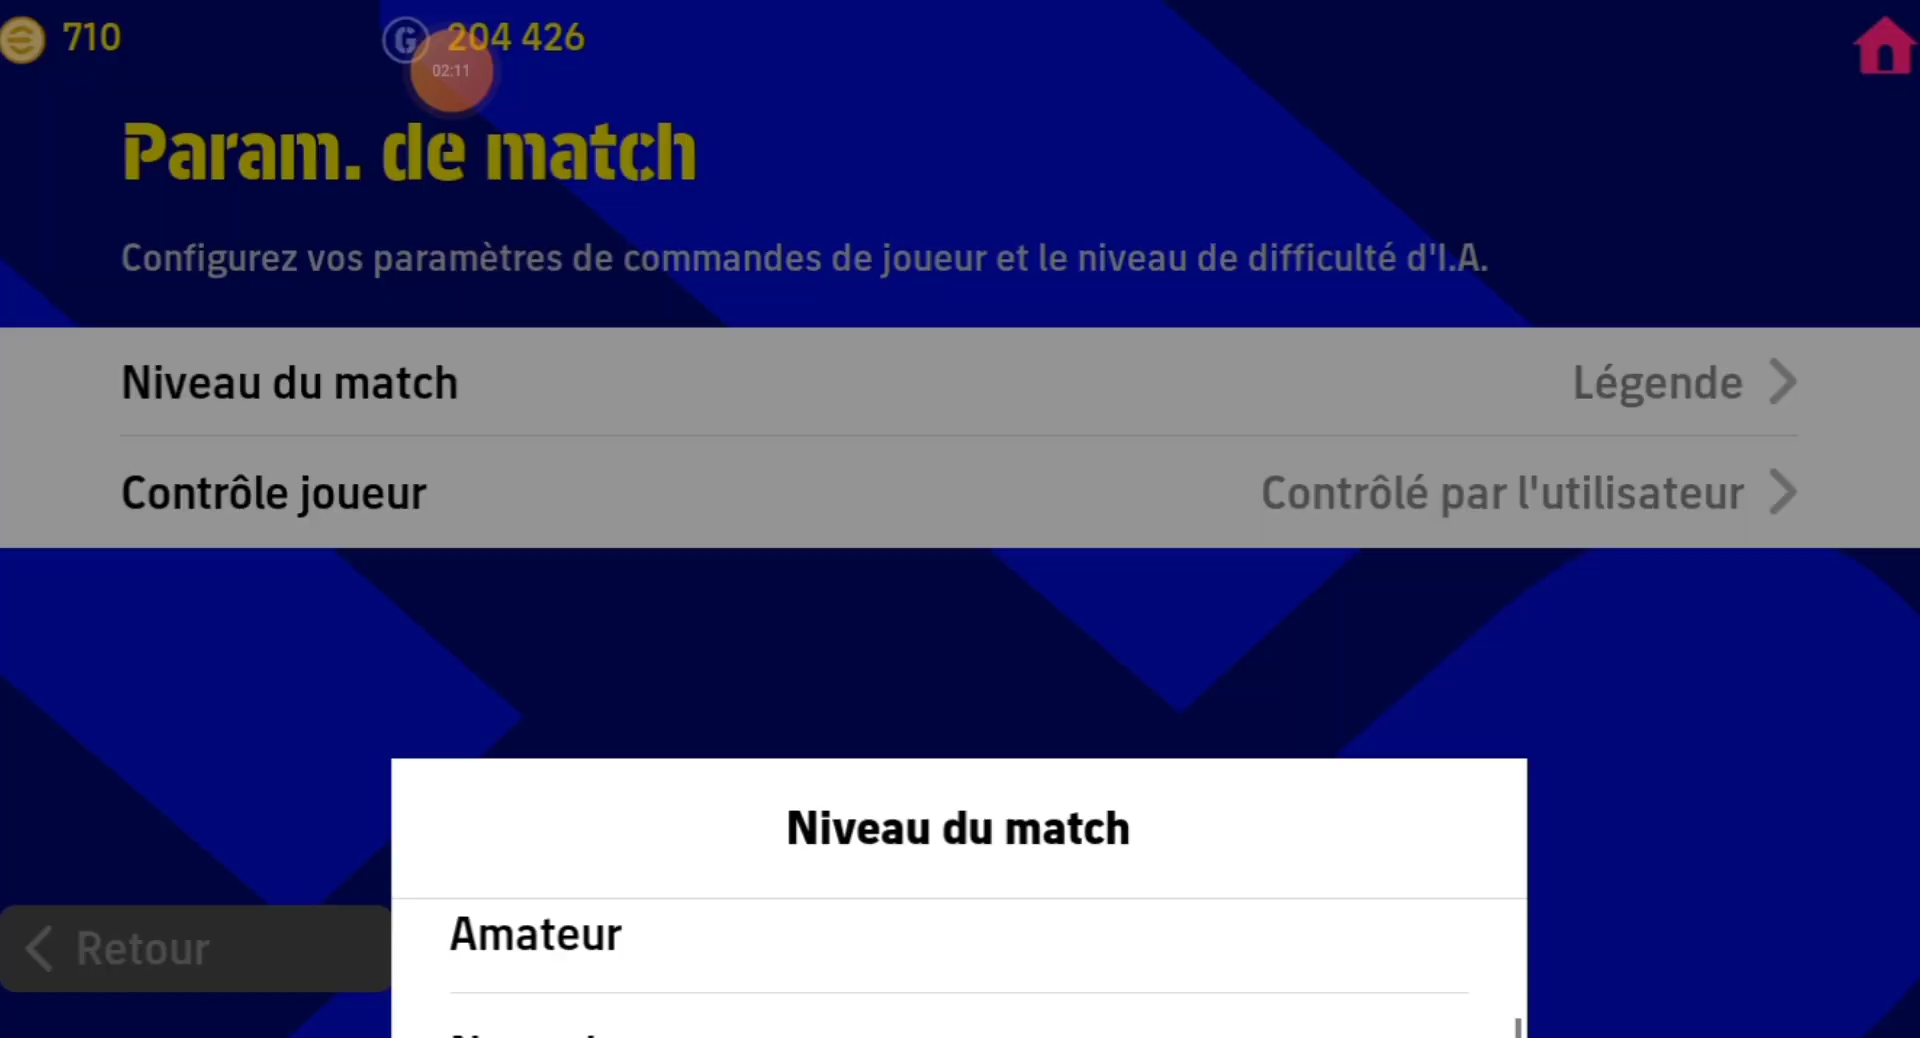 710
G 204 426
02:11
Param. de match
Configurez vos paramètres de commandes de joueur et le niveau de difficulté d'I.A.
Niveau du match Légende
Contrôle joueur Contrôlé par l'utilisateur
Niveau du match
Amateur
Retour